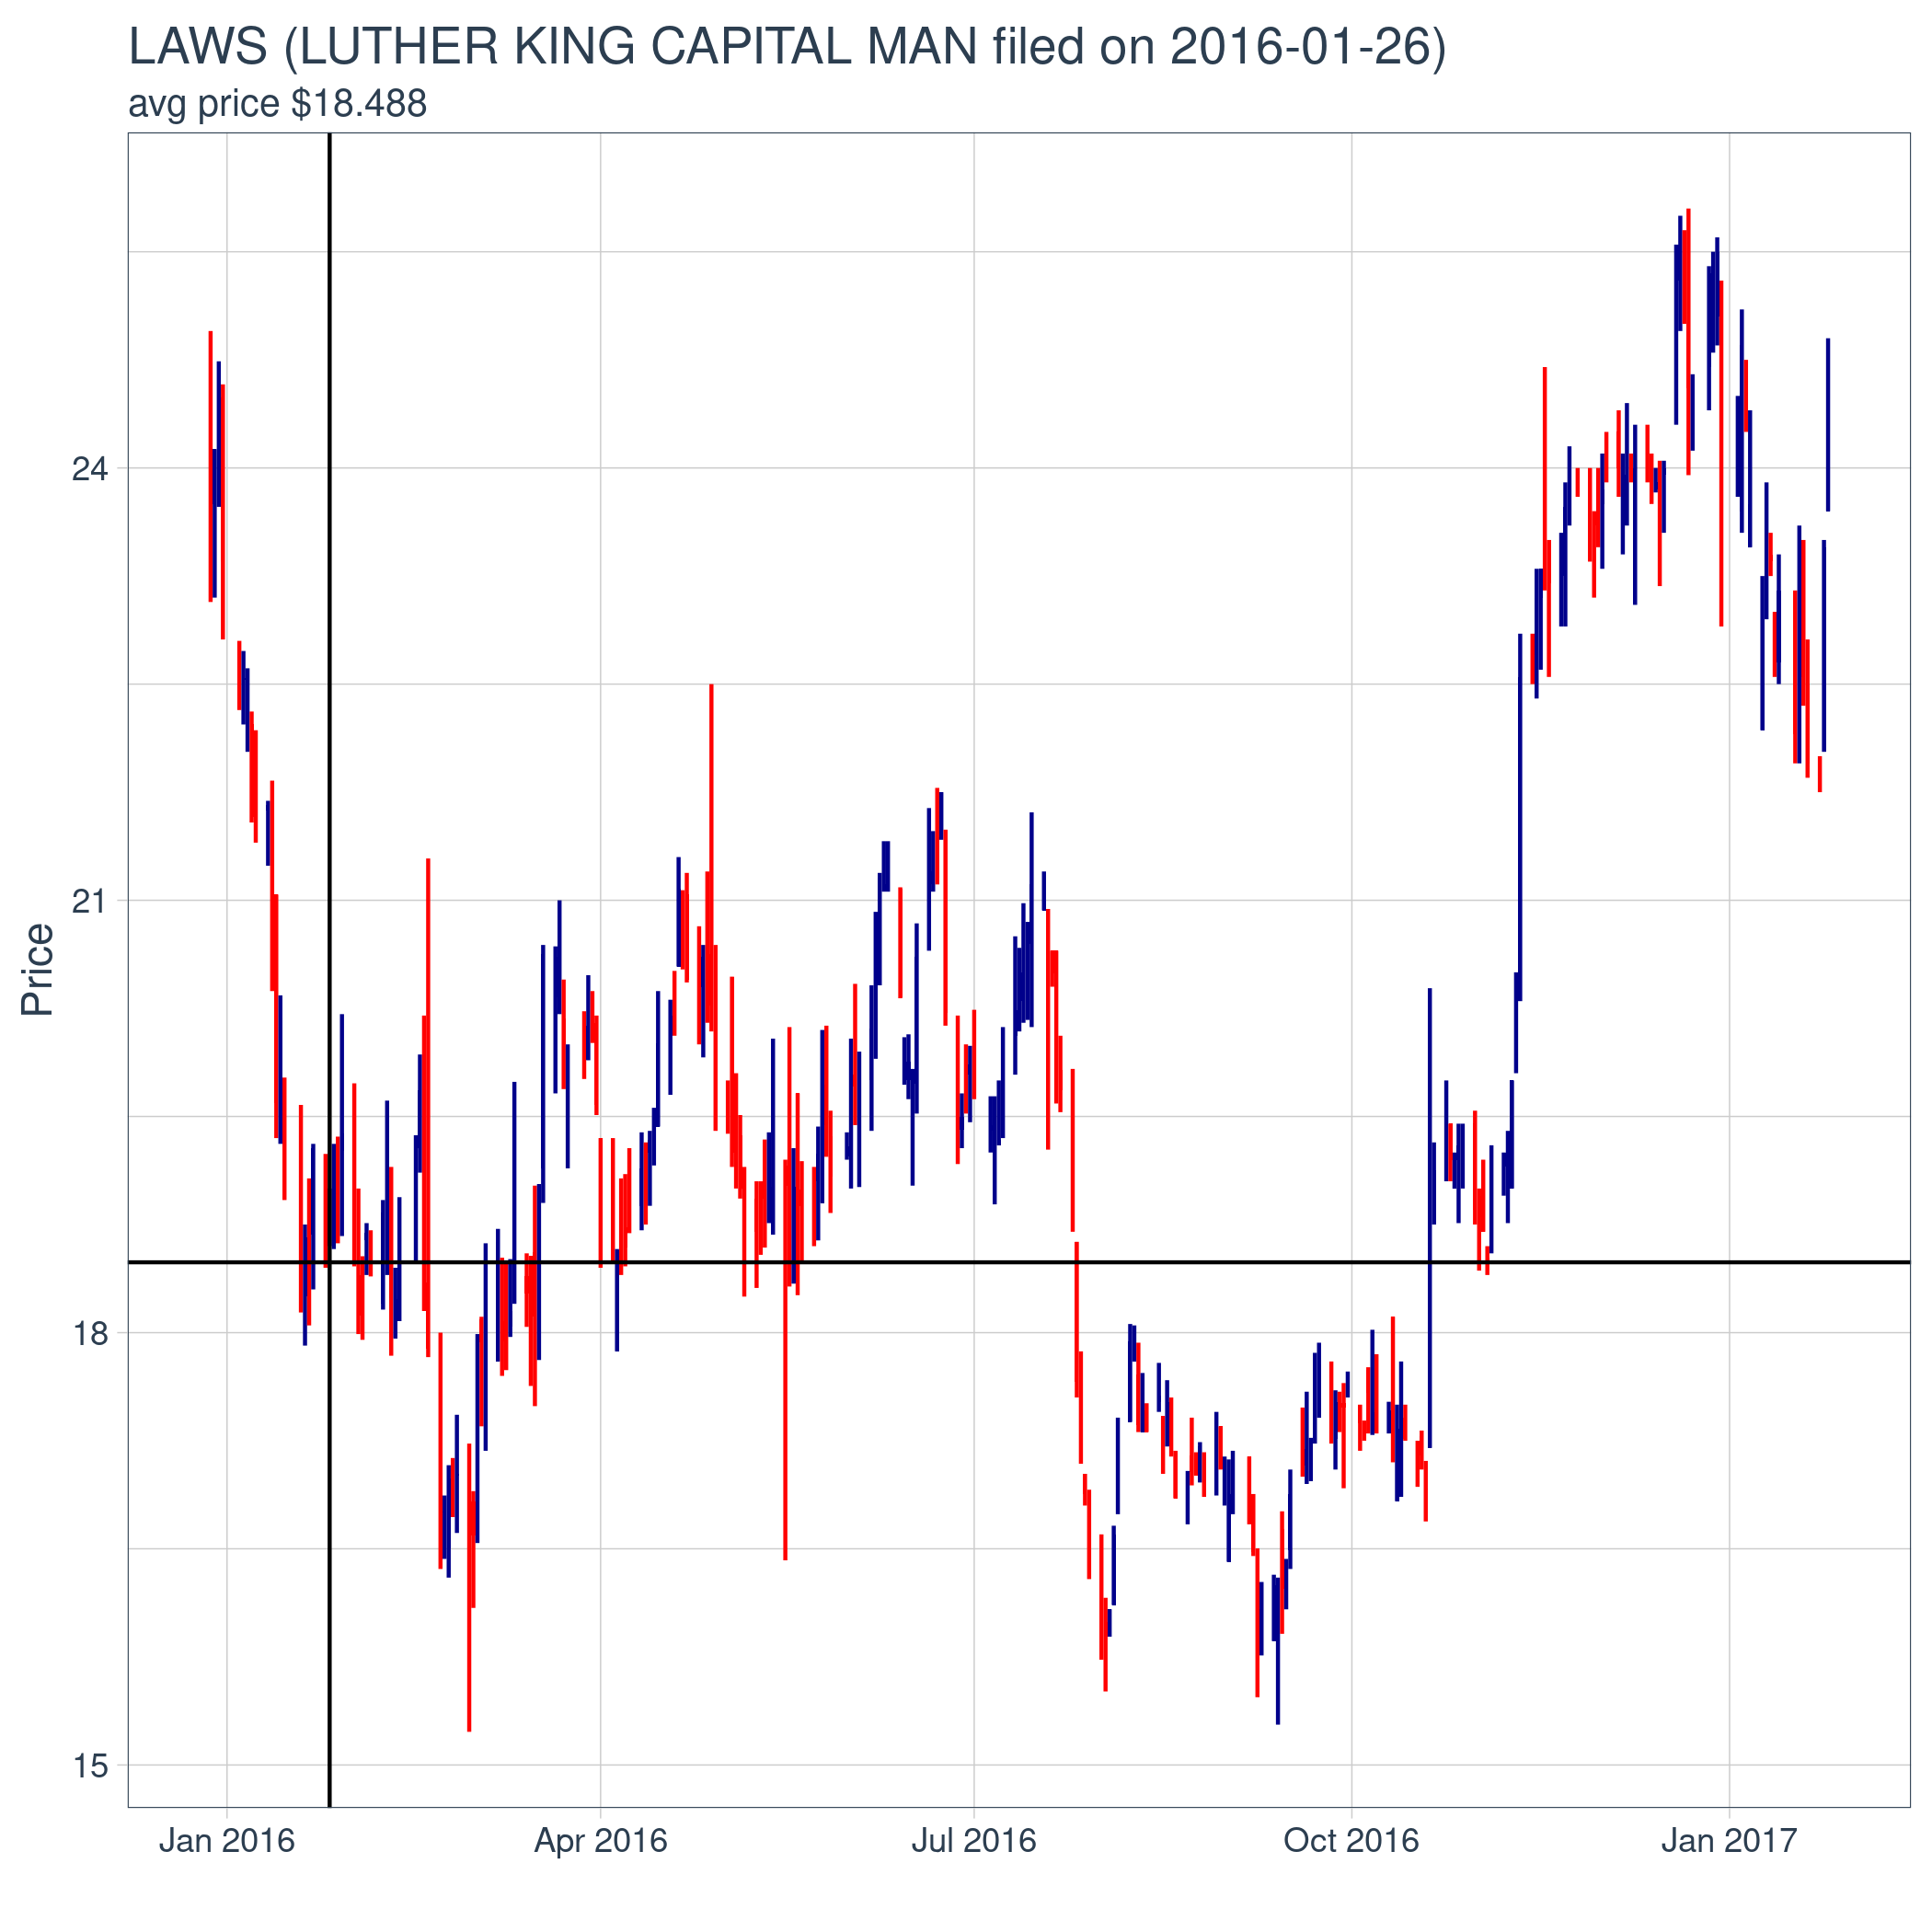 LAWS (LUTHER KING CAPITAL MAN filed on 2016-01-26)
avg price $18.488
Price
24
21
18
15
Jan 2016
Apr 2016
Jul 2016
Oct 2016
Jan 2017